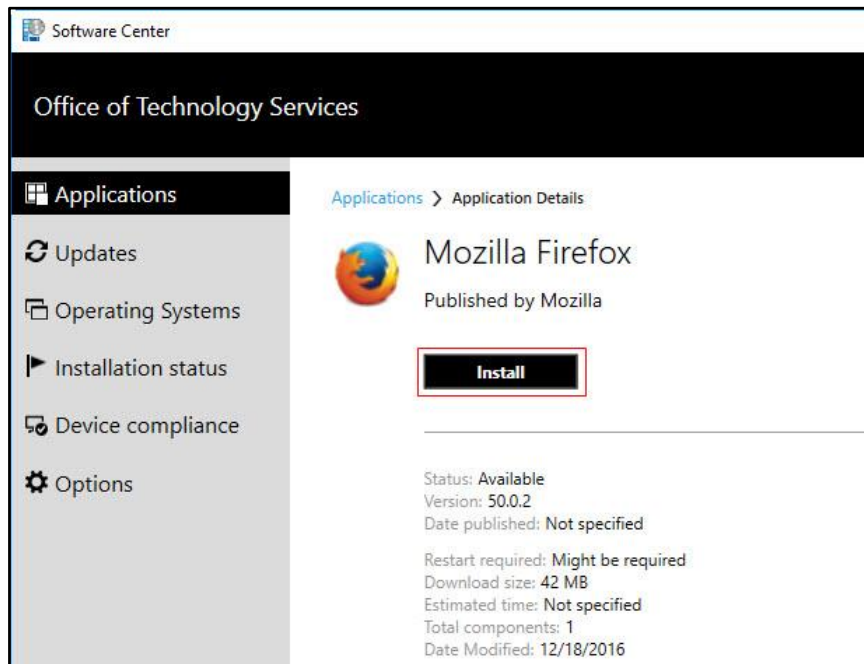 Software Center
Office of Technology Services
Applications
Updates
Operating Systems
Installation status
Device compliance
Options
Applications ❯ Application Details
Mozilla Firefox
Published by Mozilla
Install
Status: Available
Version: 50.0.2
Date published: Not specified
Restart required: Might be required
Download size: 42 MB
Estimated time: Not specified
Total components: 1
Date Modified: 12/18/2016